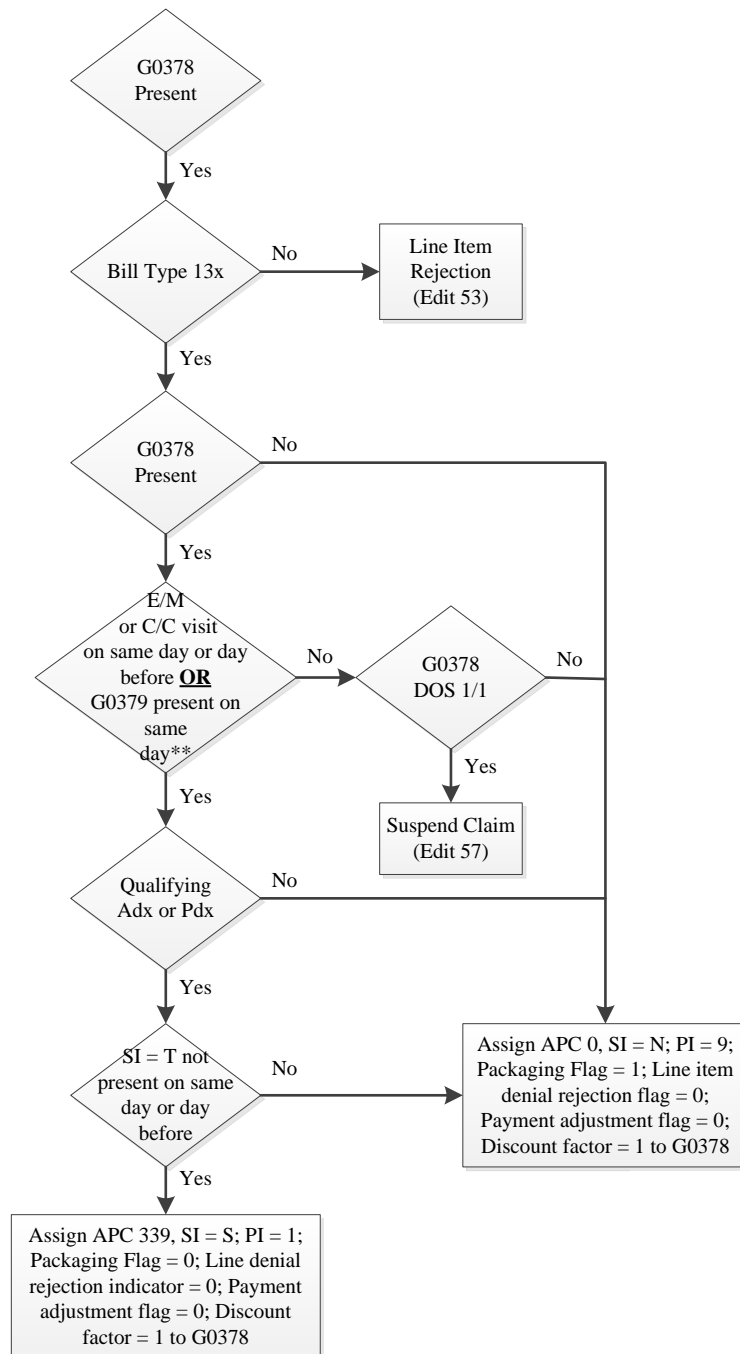 G0378
Present
Yes
Bill Type 13x
No
Line Item
Rejection
(Edit 53)
Yes
G0378
Present
No
Yes
E/M
or C/C visit
on same day or day
before OR
G0379 present on
same
day**
No
G0378
DOS 1/1
No
Yes
Suspend Claim
(Edit 57)
Yes
Qualifying
Adx or Pdx
No
Yes
SI = T not
present on same
day or day
before
No
Assign APC 0, SI = N; PI = 9;
Packaging Flag = 1; Line item
denial rejection flag = 0;
Payment adjustment flag = 0;
Discount factor = 1 to G0378
Yes
Assign APC 339, SI = S; PI = 1;
Packaging Flag = 0; Line denial
rejection indicator = 0; Payment
adjustment flag = 0; Discount
factor = 1 to G0378